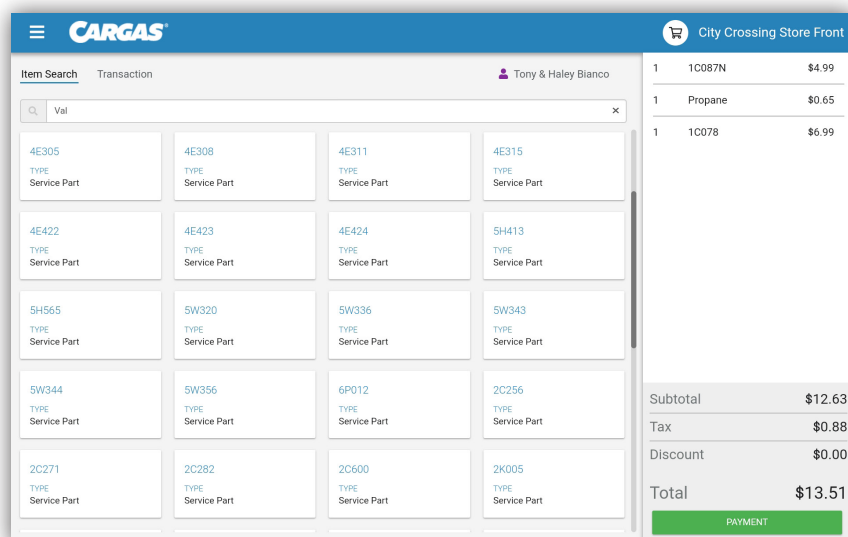 CARGAS
City Crossing Store Front
Item Search Transaction Tony & Haley Bianco
Val
4E305 4E308 4E311 4E315
TYPE TYPE TYPE TYPE
Service Part Service Part Service Part Service Part
4E422 4E423 4E424 5H413
TYPE TYPE TYPE TYPE
Service Part Service Part Service Part Service Part
5H565 5W320 5W336 5W343
TYPE TYPE TYPE TYPE
Service Part Service Part Service Part Service Part
5W344 5W356 6P012 2C256
TYPE TYPE TYPE TYPE
Service Part Service Part Service Part Service Part
2C271 2C282 2C600 2K005
TYPE TYPE TYPE TYPE
Service Part Service Part Service Part Service Part
1 1C087N $4.99
1 Propane $0.65
1 1C078 $6.99
Subtotal $12.63
Tax $0.88
Discount $0.00
Total $13.51
PAYMENT